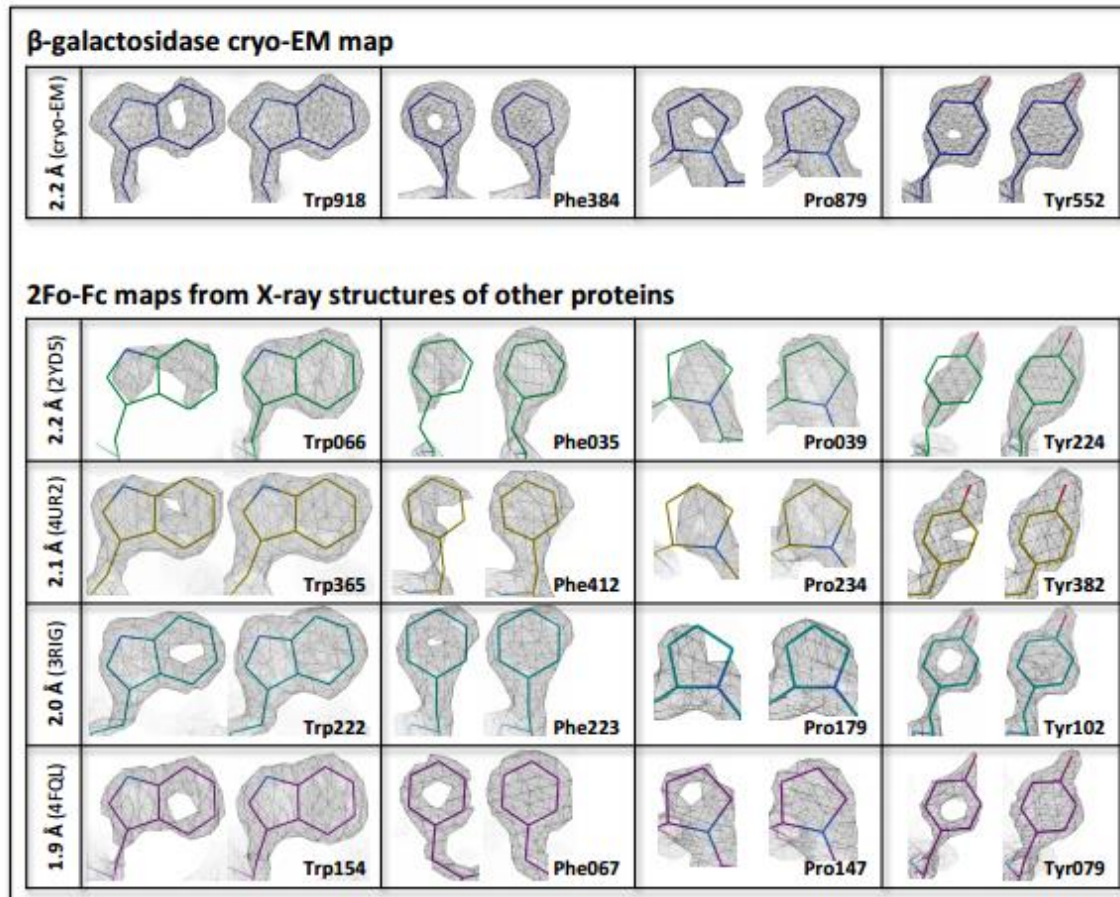 β-galactosidase cryo-EM map
2.2 Å (cryo-EM)
Trp918
Phe384
Pro879
Tyr552
2Fo-Fc maps from X-ray structures of other proteins
2.2 Å (2YD5)
Trp066
Phe035
Pro039
Tyr224
2.1 Å (4UR2)
Trp365
Phe412
Pro234
Tyr382
2.0 Å (3RIG)
Trp222
Phe223
Pro179
Tyr102
1.9 Å (4FQL)
Trp154
Phe067
Pro147
Tyr079